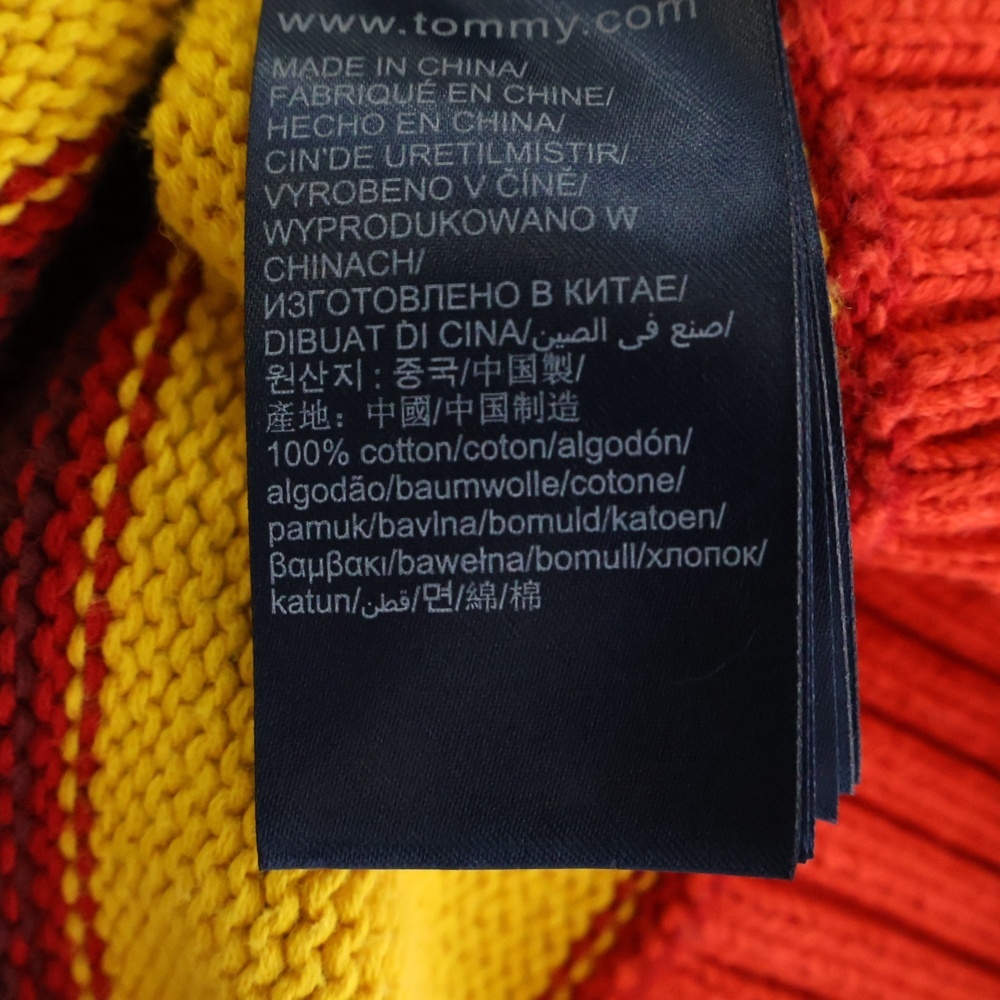 www.tommy.com
MADE IN CHINA/
FABRIQUÉ EN CHINE/
HECHO EN CHINA/
CIN'DE URETILMISTIR/
VYROBENO V ČÍNĚ/
WYPRODUKOWANO W
CHINACH/
ИЗГОТОВЛЕНО В КИТАЕ/
DIBUAT DI CINA/صنع في الصين/
원산지 : 중국/中国製/
產地：中國/中国制造
100% cotton/coton/algodón/
algodão/baumwolle/cotone/
pamuk/bavlna/bomuld/katoen/
βαμβακι/bawełna/bomull/хлопок/
katun/قطن/면/綿/棉